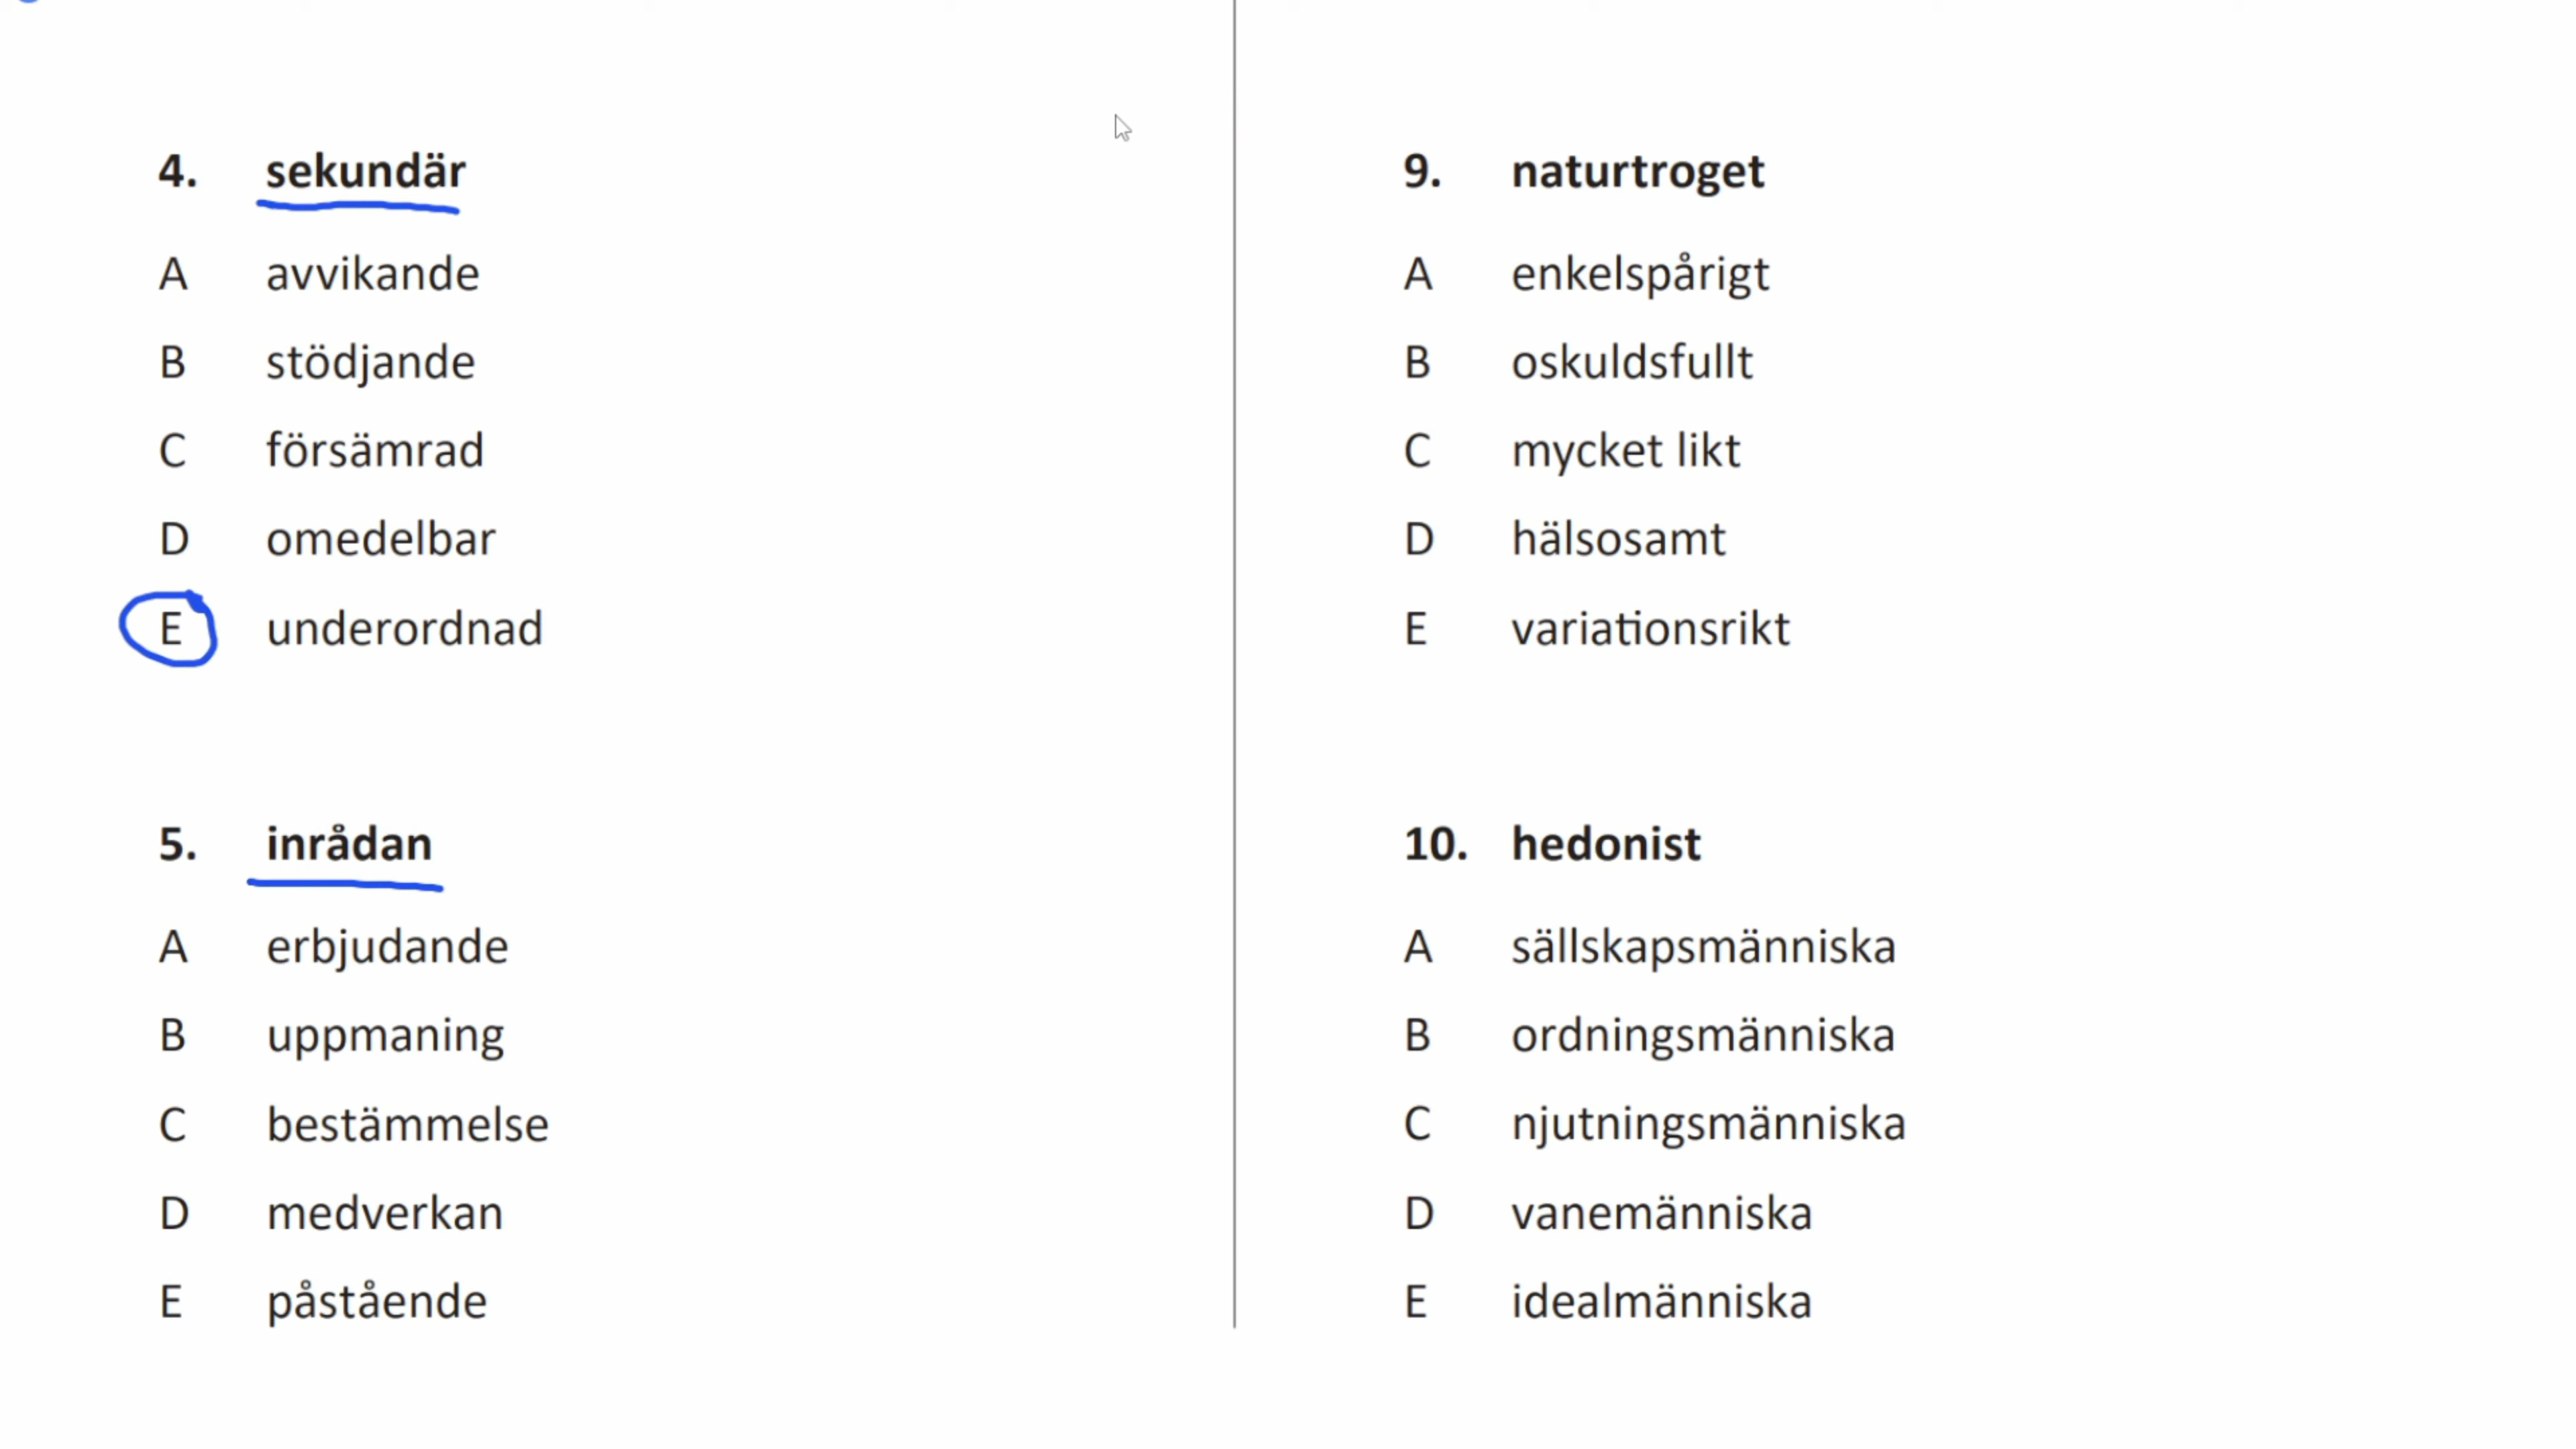 4. sekundär
A avvikande
B stödjande
C försämrad
D omedelbar
E underordnad
5. inrådan
A erbjudande
B uppmaning
C bestämmelse
D medverkan
E påstående
9. naturtroget
A enkelspårigt
B oskuldsfullt
C mycket likt
D hälsosamt
E variationsrikt
10. hedonist
A sällskapsmänniska
B ordningsmänniska
C njutningsmänniska
D vanemänniska
E idealmänniska